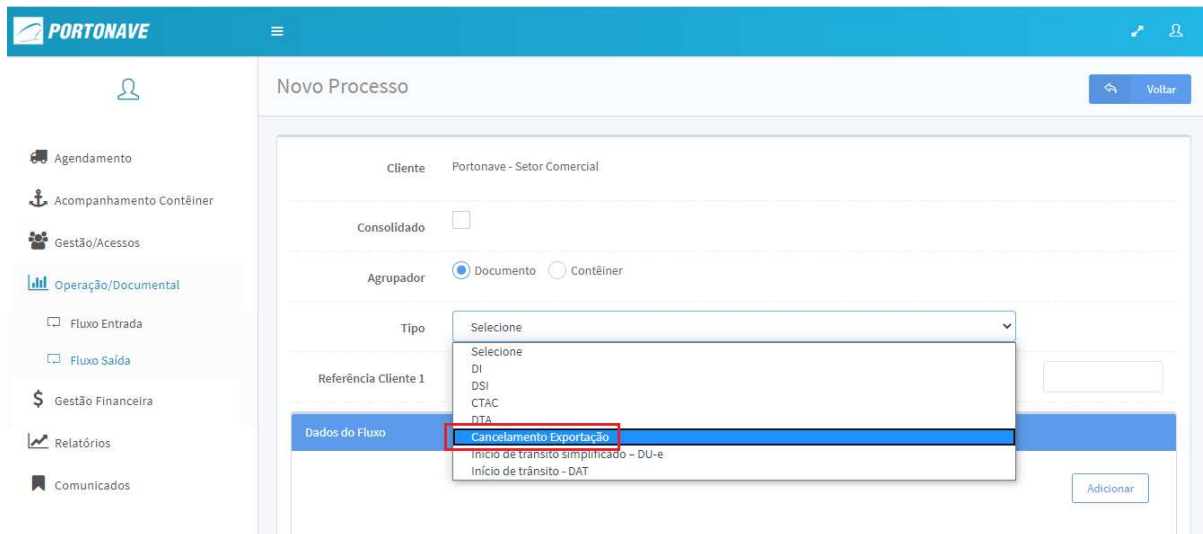 PORTONAVE
Novo Processo
Voltar
Agendamento
Acompanhamento Contêiner
Gestão/Acessos
Operação/Documental
Fluxo Entrada
Fluxo Saída
Gestão Financeira
Relatórios
Comunicados
Cliente Portonave - Setor Comercial
Consolidado
Agrupador Documento Contêiner
Tipo Selecione
Selecione
DI
DSI
CTAC
DTA
Cancelamento Exportação
Início de trânsito simplificado – DU-e
Início de trânsito - DAT
Referência Cliente 1
Dados do Fluxo
Adicionar